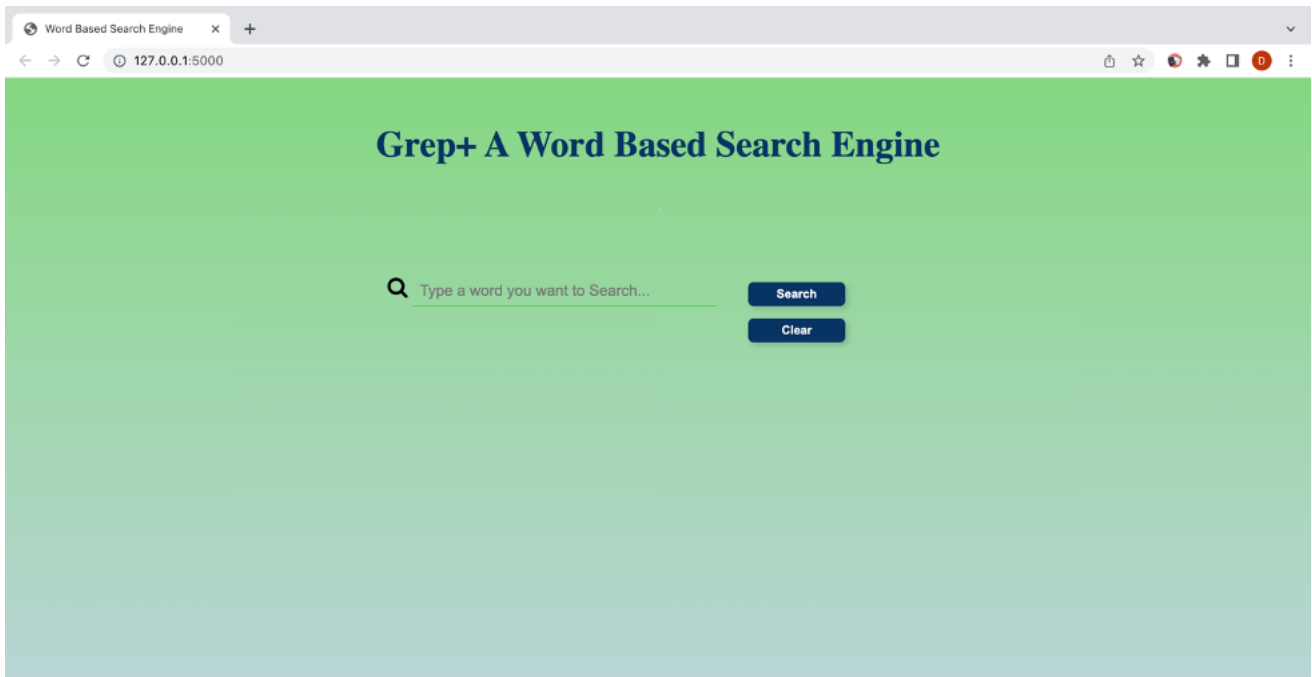 Word Based Search Engine
127.0.0.1:5000
D
Grep+ A Word Based Search Engine
Type a word you want to Search...
Search
Clear